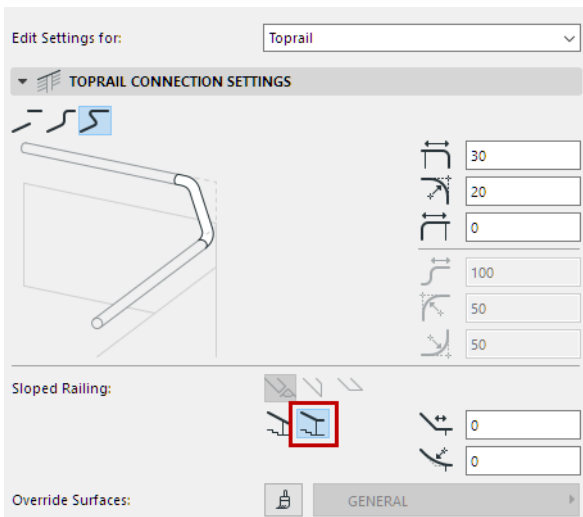 Edit Settings for:
Toprail
TOPRAIL CONNECTION SETTINGS
30
20
0
100
50
50
Sloped Railing:
0
0
Override Surfaces:
GENERAL